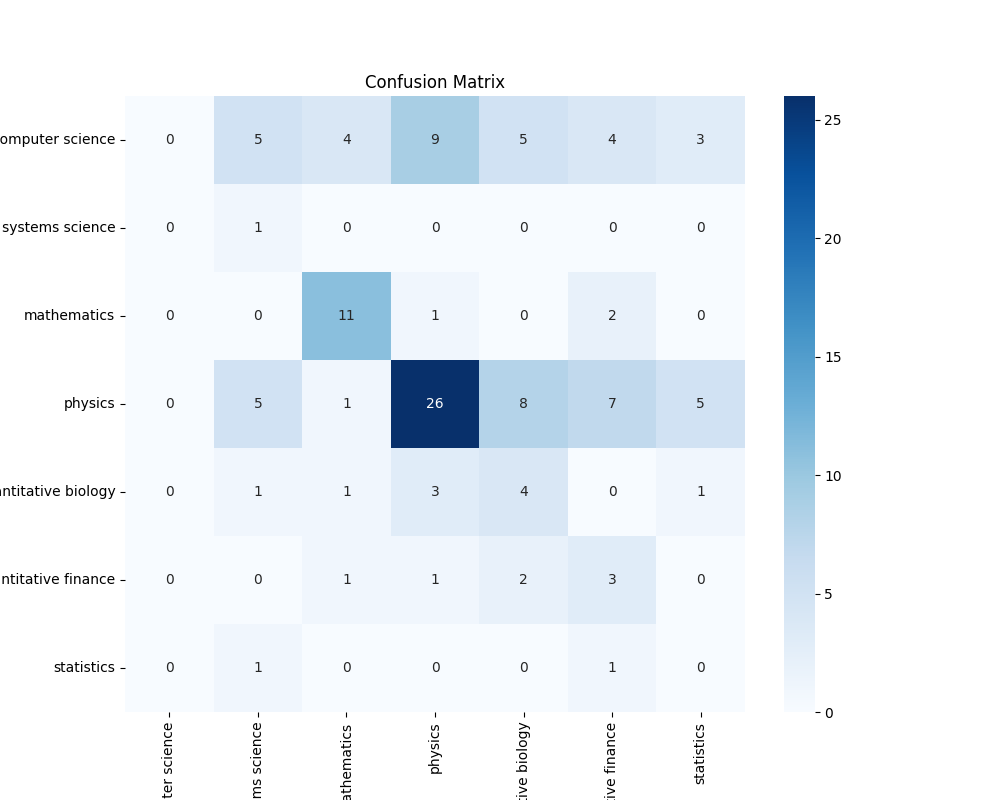 Confusion Matrix
omputer science 0 5 4 9 5 4 3
systems science 0 1 0 0 0 0 0
mathematics 0 0 11 1 0 2 0
physics 0 5 1 26 8 7 5
ntitative biology 0 1 1 3 4 0 1
ntitative finance 0 0 1 1 2 3 0
statistics 0 1 0 0 0 1 0
ter science
ms science
athematics
physics
tive biology
ive finance
statistics
25
20
15
10
5
0